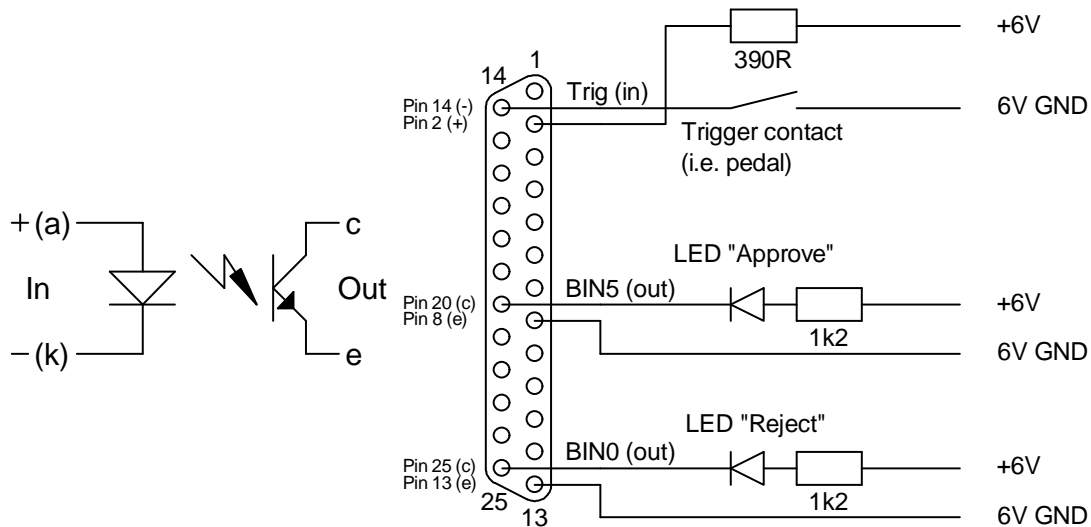 +6V
390R
1
14
Trig (in)
6V GND
Pin 14 (-)
Pin 2 (+)
Trigger contact
(i.e. pedal)
+ (a)
c
In
Out
− (k)
e
LED "Approve"
BIN5 (out)
+6V
Pin 20 (c)
Pin 8 (e)
1k2
6V GND
LED "Reject"
BIN0 (out)
+6V
Pin 25 (c)
Pin 13 (e)
25
1k2
13
6V GND